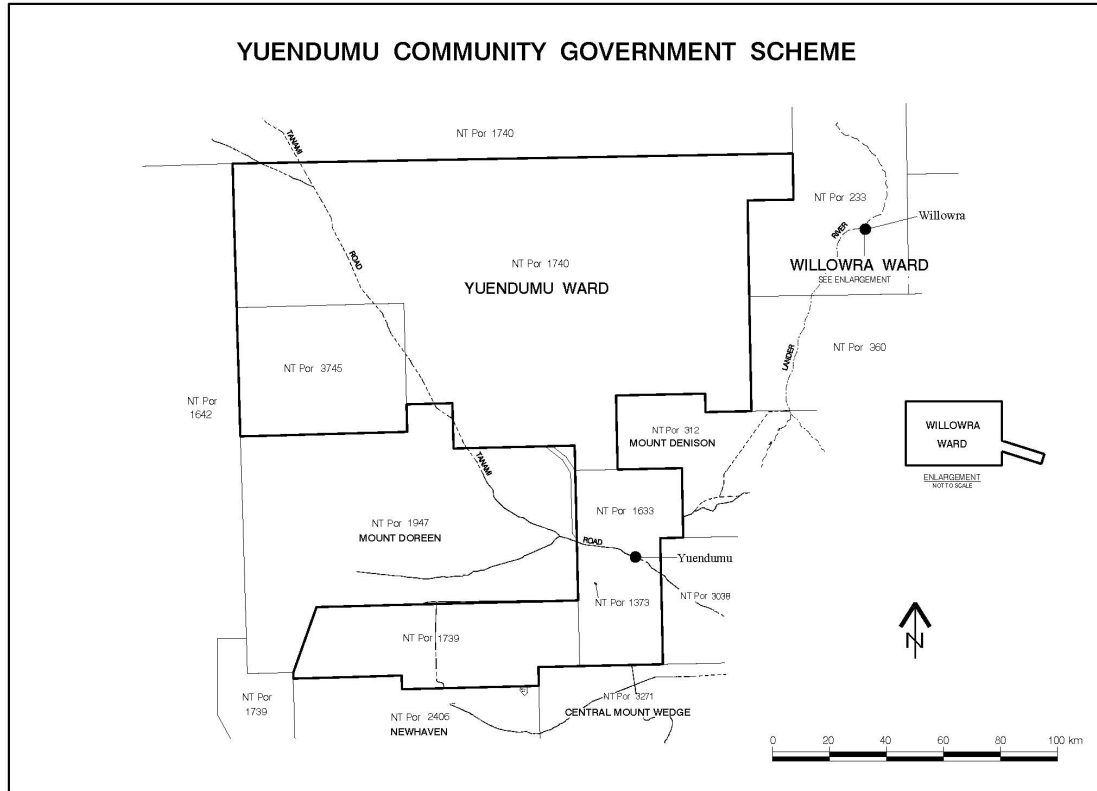 YUENDUMU COMMUNITY GOVERNMENT SCHEME
TANAMI
NT Por 1740
NT Por 233
Willowra
RIVER
ROAD
NT Por 1740
YUENDUMU WARD
WILLOWRA WARD
SEE ENLARGEMENT
NT Por 3745
LANDER
NT Por 360
NT Por
1642
NT Por 312
MOUNT DENISON
WILLOWRA
WARD
ENLARGEMENT
NOT TO SCALE
TANAMI
NT Por 1947
MOUNT DOREEN
NT Por 1633
ROAD
Yuendumu
NT Por 1373
NT Por 3038
NT Por 1739
N
NT Por
1739
NT Por 2406
NEWHAVEN
NT Por 3271
CENTRAL MOUNT WEDGE
0 20 40 60 80 100 km